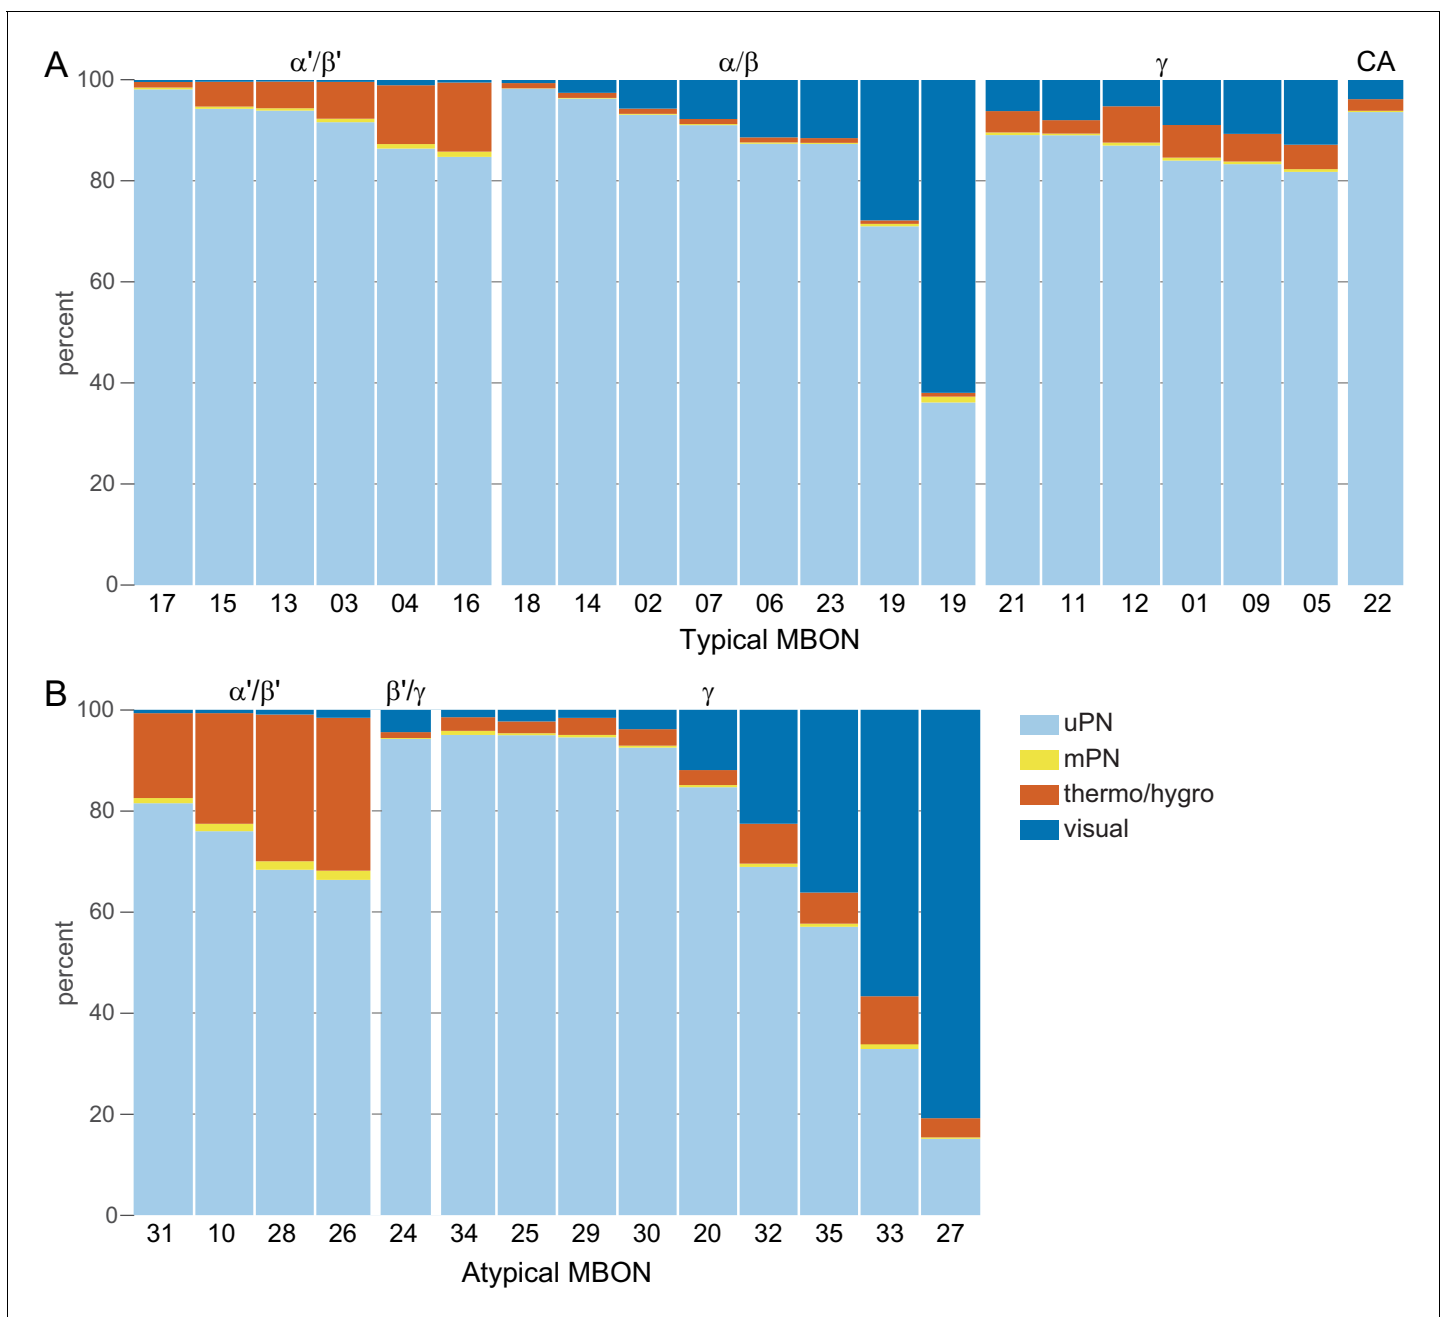 A
α'/β' α/β γ CA
100
80
60
40
20
0
percent
17 15 13 03 04 16 18 14 02 07 06 23 19 19 21 11 12 01 09 05 22
Typical MBON
B
α'/β' β'/γ γ
100
80
60
40
20
0
percent
31 10 28 26 24 34 25 29 30 20 32 35 33 27
Atypical MBON
uPN
mPN
thermo/hygro
visual